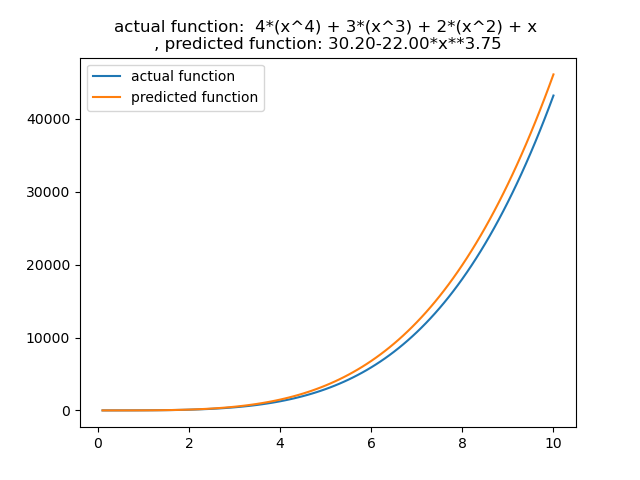 actual function:  4*(x^4) + 3*(x^3) + 2*(x^2) + x
, predicted function: 30.20-22.00*x**3.75
actual function
predicted function
40000
30000
20000
10000
0
0 2 4 6 8 10